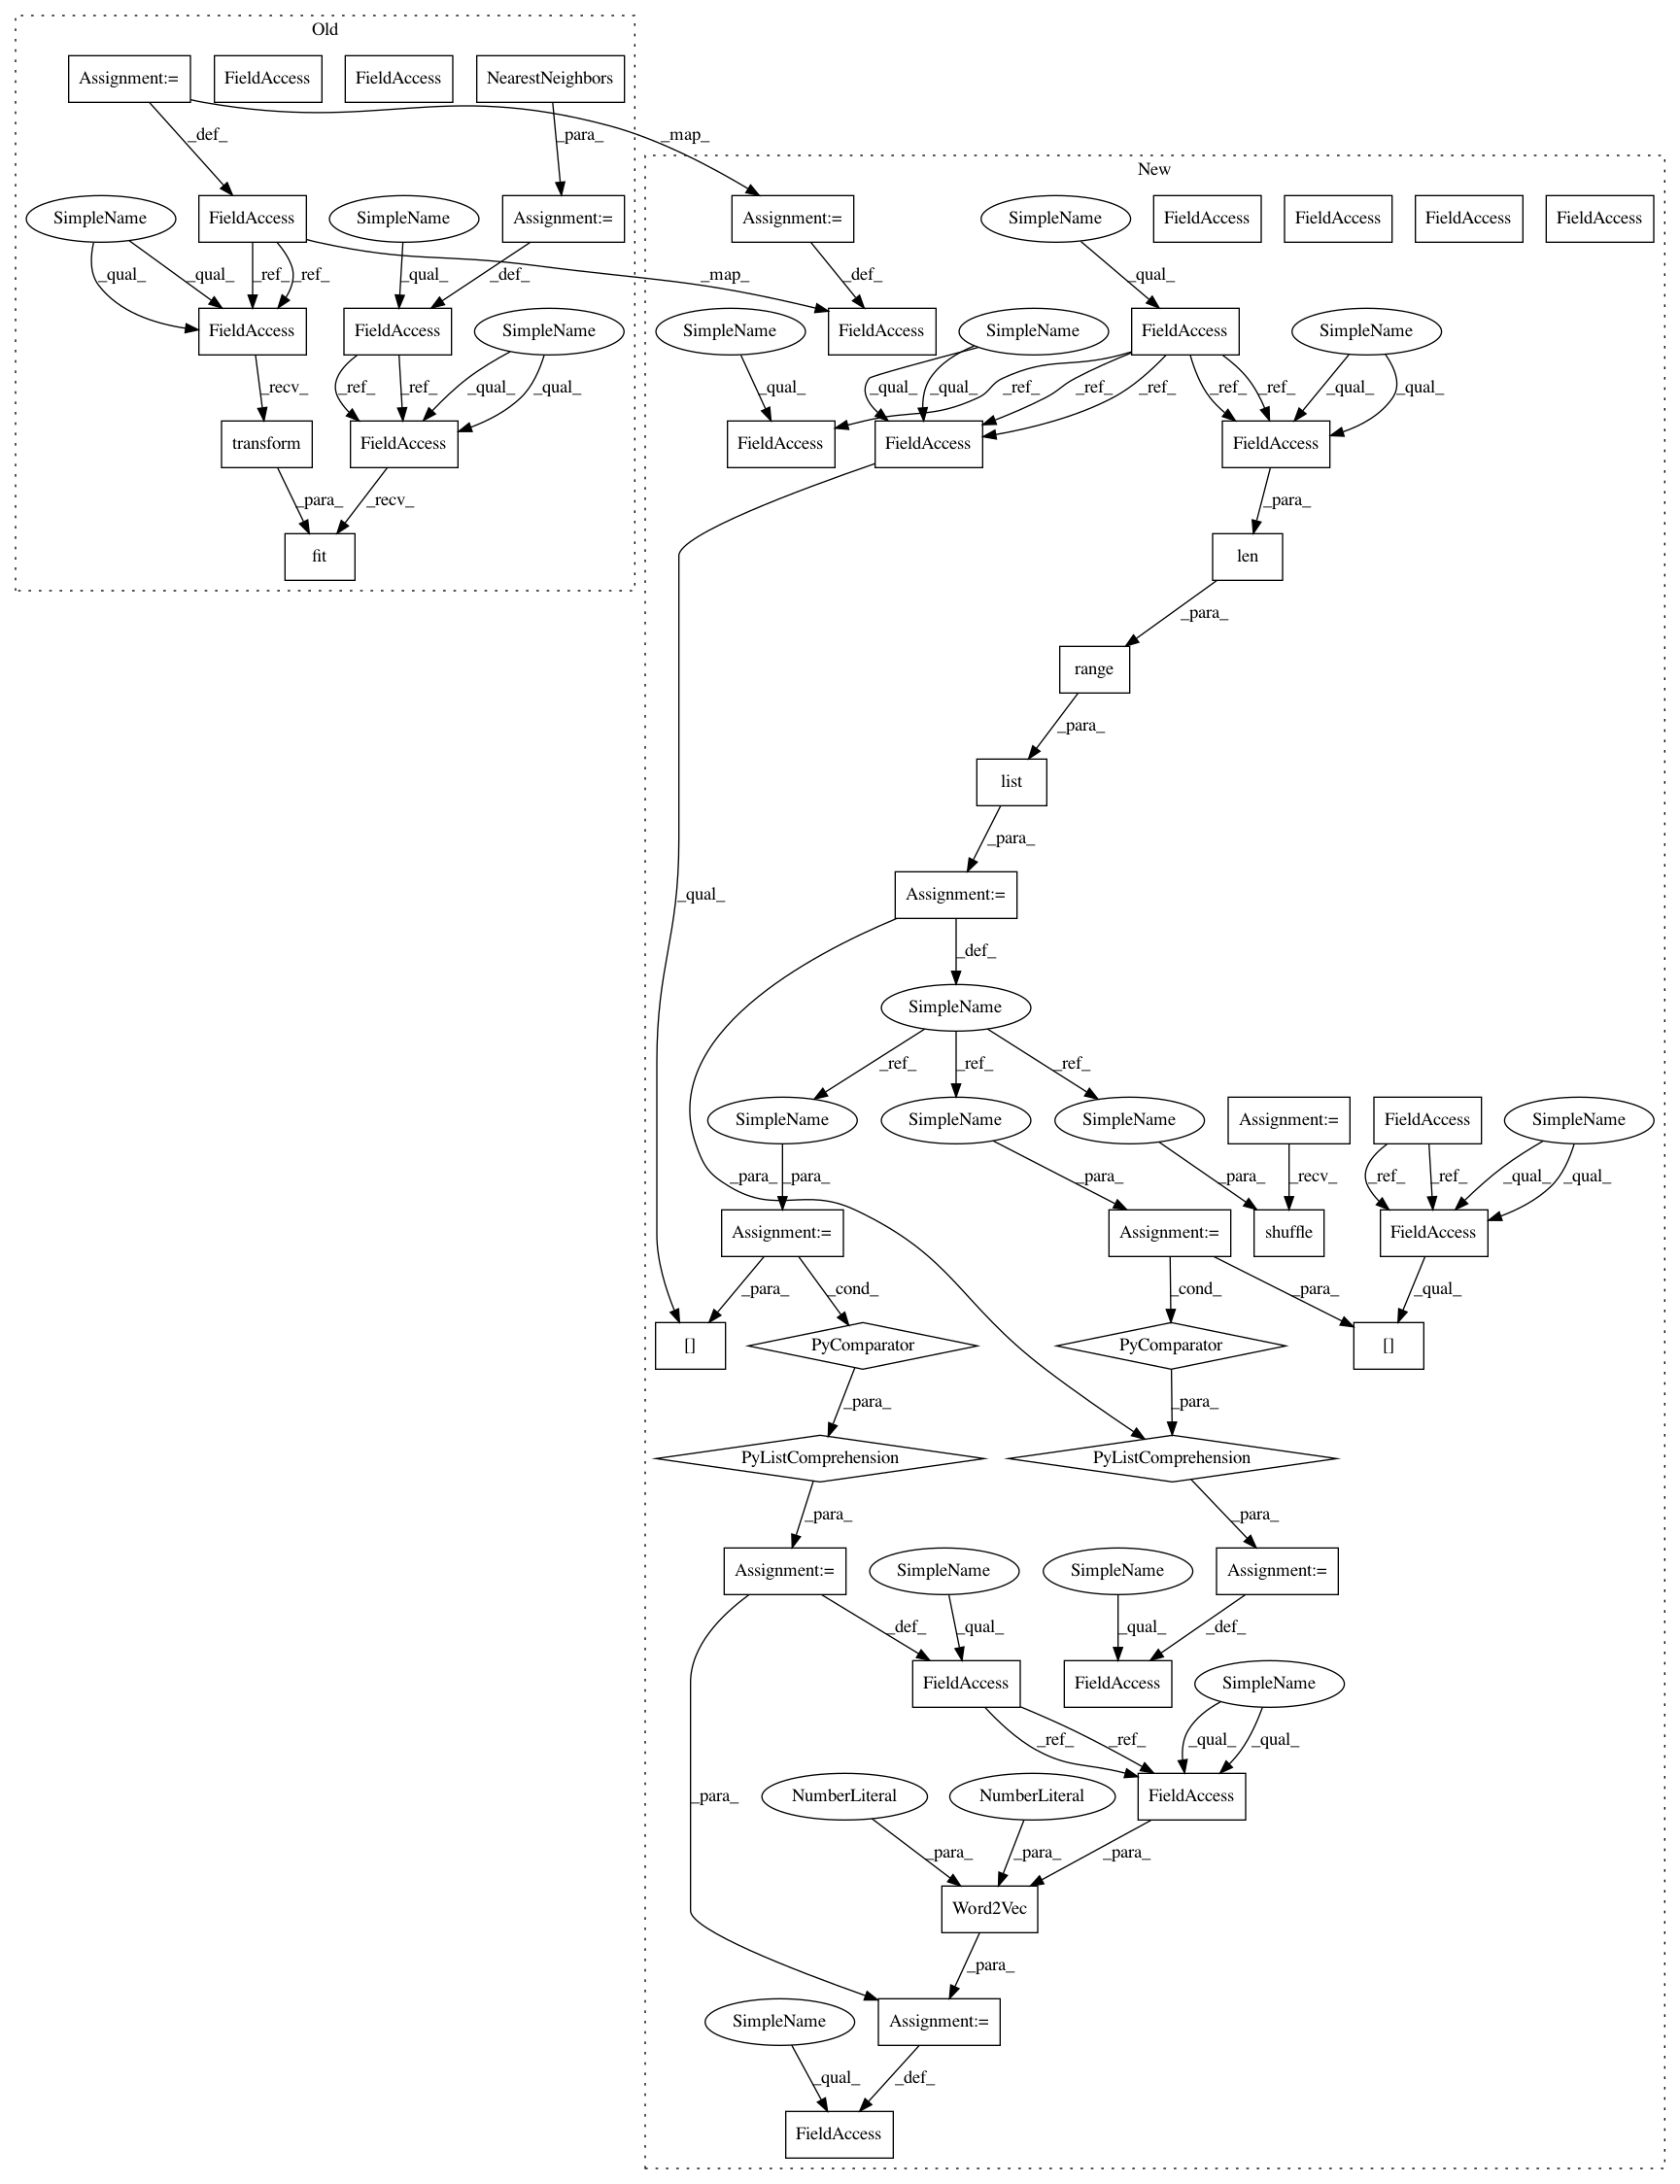 Old
Assignment:=
FieldAccess
FieldAccess
NearestNeighbors
_def_
_map_
_para_
New
SimpleName
FieldAccess
SimpleName
Assignment:=
Assignment:=
SimpleName
FieldAccess
FieldAccess
FieldAccess
FieldAccess
_qual_
_qual_
_ref_
_ref_
_qual_
_def_
_map_
_def_
_qual_
FieldAccess
FieldAccess
SimpleName
SimpleName
FieldAccess
SimpleName
FieldAccess
SimpleName
_recv_
_ref_
_ref_
_qual_
_qual_
_qual_
_qual_
_qual_
_ref_
_ref_
_ref_
_ref_
_ref_
_qual_
_qual_
transform
FieldAccess
FieldAccess
FieldAccess
FieldAccess
_para_
_recv_
_para_
fit
len
_para_
range
_para_
list
_para_
_qual_
Assignment:=
_def_
SimpleName
_ref_
_ref_
_ref_
SimpleName
SimpleName
SimpleName
Assignment:=
FieldAccess
SimpleName
_para_
_para_
_para_
_para_
_recv_
_ref_
_ref_
_qual_
_qual_
Assignment:=
Assignment:=
shuffle
FieldAccess
_para_
_cond_
_cond_
_para_
_qual_
[]
PyComparator
PyComparator
[]
_para_
_para_
PyListComprehension
PyListComprehension
_para_
_para_
Assignment:=
SimpleName
SimpleName
Assignment:=
_def_
_qual_
_qual_
_def_
FieldAccess
FieldAccess
SimpleName
_ref_
_ref_
_qual_
_qual_
_para_
NumberLiteral
NumberLiteral
FieldAccess
_para_
_para_
_para_
Word2Vec
_para_
SimpleName
Assignment:=
_qual_
_def_
FieldAccess